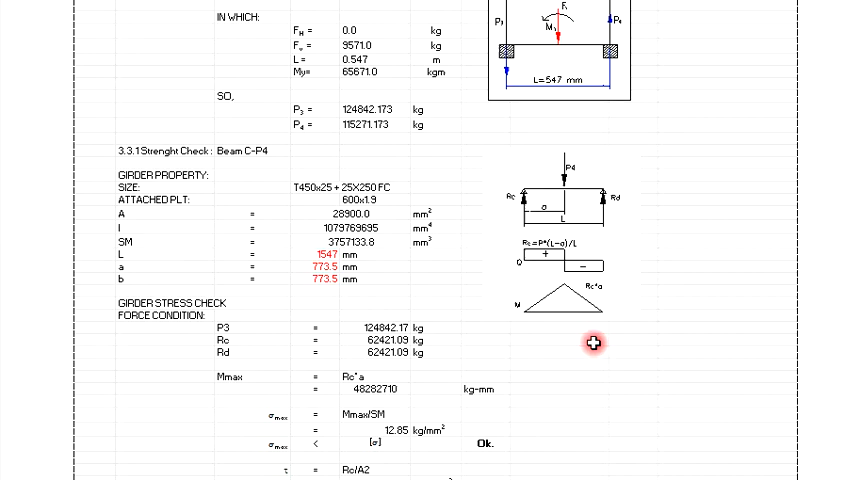 IN WHICH:
F_H = 0.0 kg
F_v = 9571.0 kg
L = 0.547 m
My= 65671.0 kgm
SO,
P₃ = 124842.173 kg
P₄ = 115271.173 kg
P₃ M F P₄
L=547 mm
3.3.1 Strenght Check : Beam C-P4
GIRDER PROPERTY:
SIZE: T450x25 + 25X250 FC
ATTACHED PLT: 600x1.9
A = 28900.0 mm²
I = 1079769695 mm⁴
SM = 3757133.8 mm³
L = 1547 mm
a = 773.5 mm
b = 773.5 mm
P4
Rc Rd
a
L
Rc=P*(L-a)/L
Q + -
Rc*a
M
GIRDER STRESS CHECK
FORCE CONDITION:
P3 = 124842.17 kg
Rc = 62421.09 kg
Rd = 62421.09 kg
Mmax = Rc*a
= 48282710 kg-mm
σmax = Mmax/SM
= 12.85 kg/mm²
σmax < [σ] Ok.
τ = Rc/A2